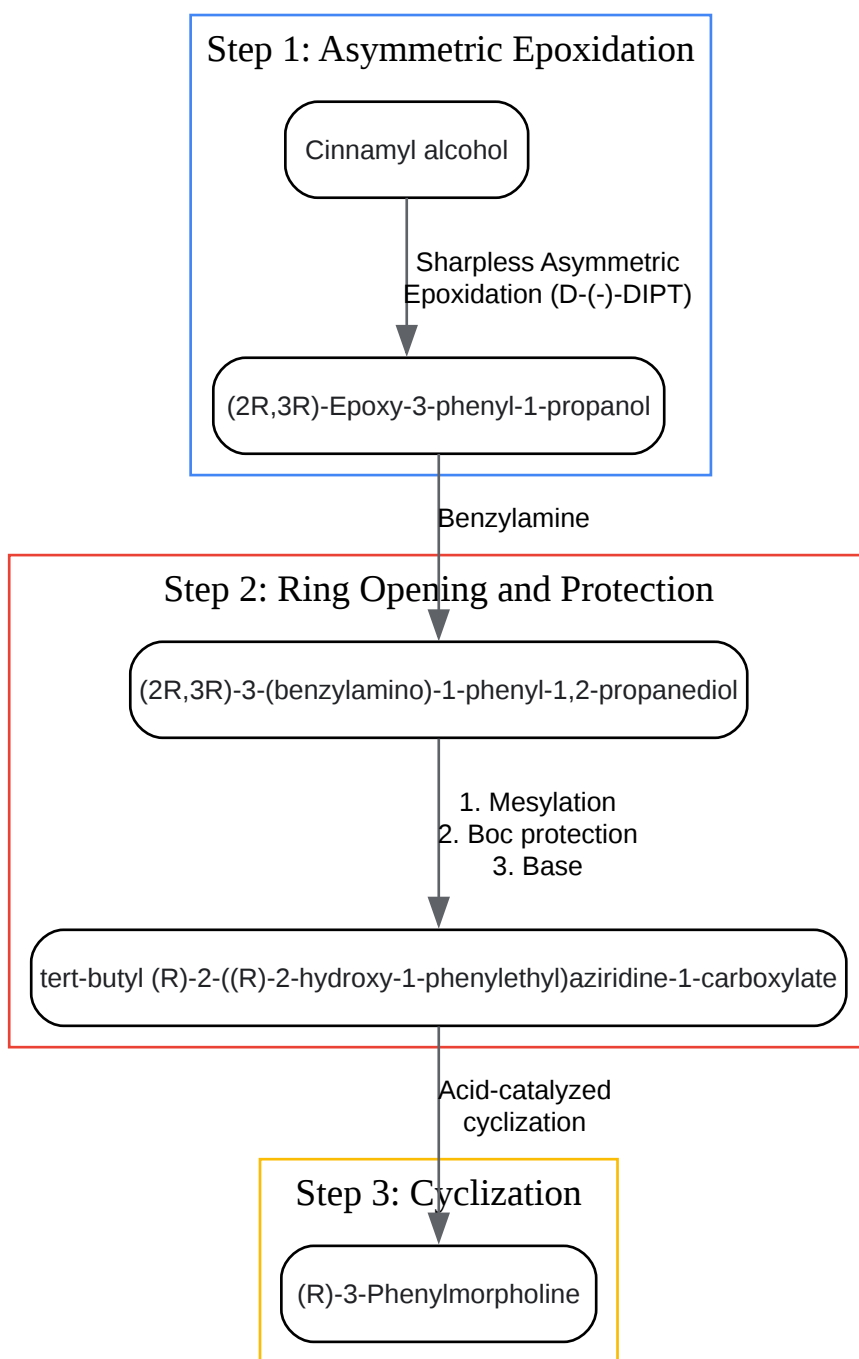 Step 1: Asymmetric Epoxidation
Cinnamyl alcohol
Sharpless Asymmetric
Epoxidation (D-(-)-DIPT)
(2R,3R)-Epoxy-3-phenyl-1-propanol
Benzylamine
Step 2: Ring Opening and Protection
(2R,3R)-3-(benzylamino)-1-phenyl-1,2-propanediol
1. Mesylation
2. Boc protection
3. Base
tert-butyl (R)-2-((R)-2-hydroxy-1-phenylethyl)aziridine-1-carboxylate
Acid-catalyzed
cyclization
Step 3: Cyclization
(R)-3-Phenylmorpholine